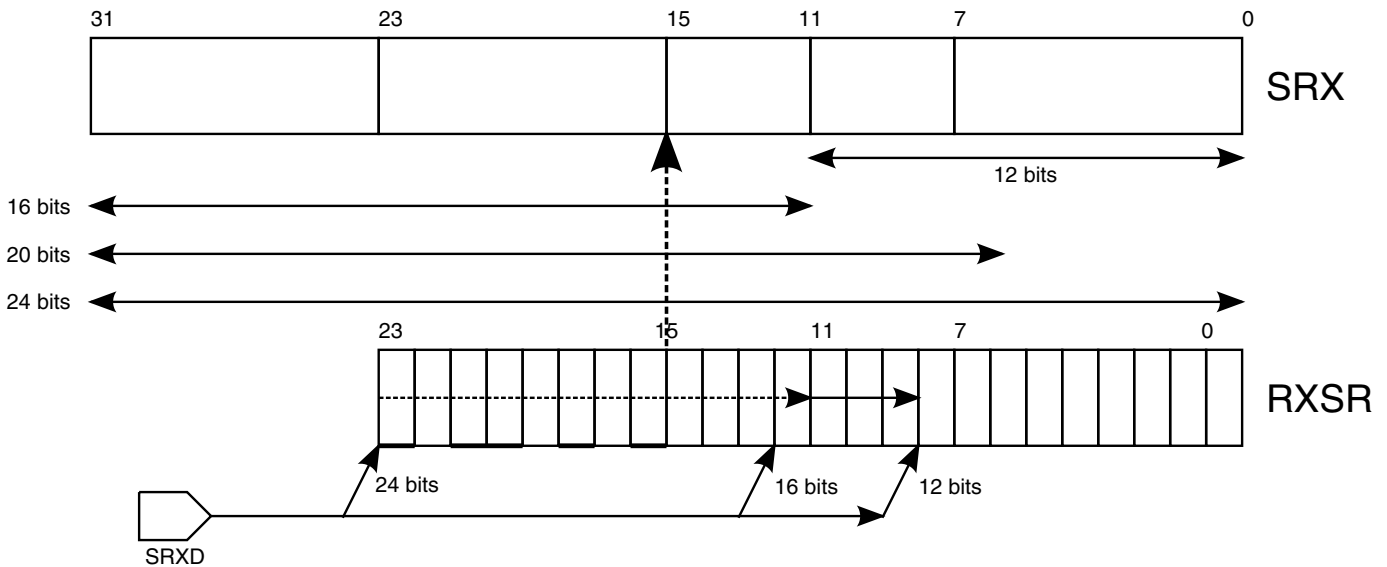 31 23 15 11 7 0
SRX
12 bits
16 bits
20 bits
24 bits
23 15 11 7 0
RXSR
24 bits 16 bits 12 bits
SRXD